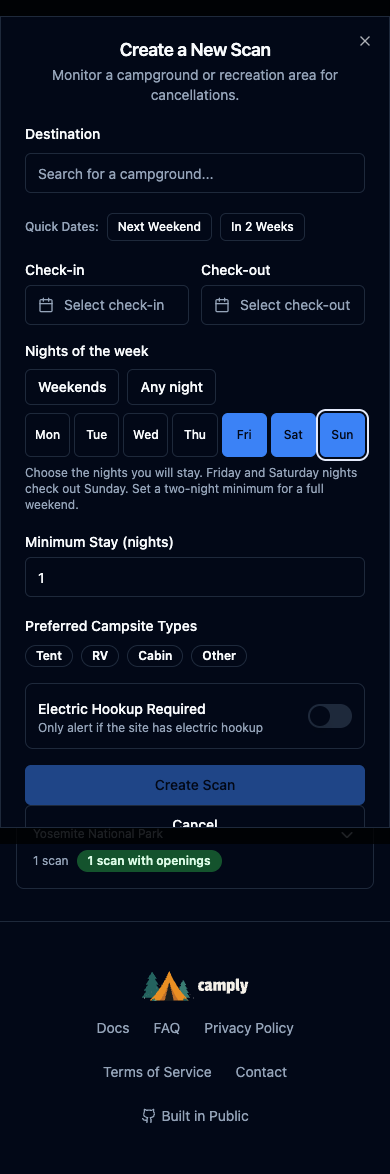 Create a New Scan
Monitor a campground or recreation area for
cancellations.
Destination
Search for a campground...
Quick Dates: Next Weekend In 2 Weeks
Check-in Check-out
Select check-in Select check-out
Nights of the week
Weekends Any night
Mon Tue Wed Thu Fri Sat Sun
Choose the nights you will stay. Friday and Saturday nights
check out Sunday. Set a two-night minimum for a full
weekend.
Minimum Stay (nights)
1
Preferred Campsite Types
Tent RV Cabin Other
Electric Hookup Required
Only alert if the site has electric hookup
Create Scan
Cancel
Yosemite National Park
1 scan 1 scan with openings
camply
Docs FAQ Privacy Policy
Terms of Service Contact
Built in Public